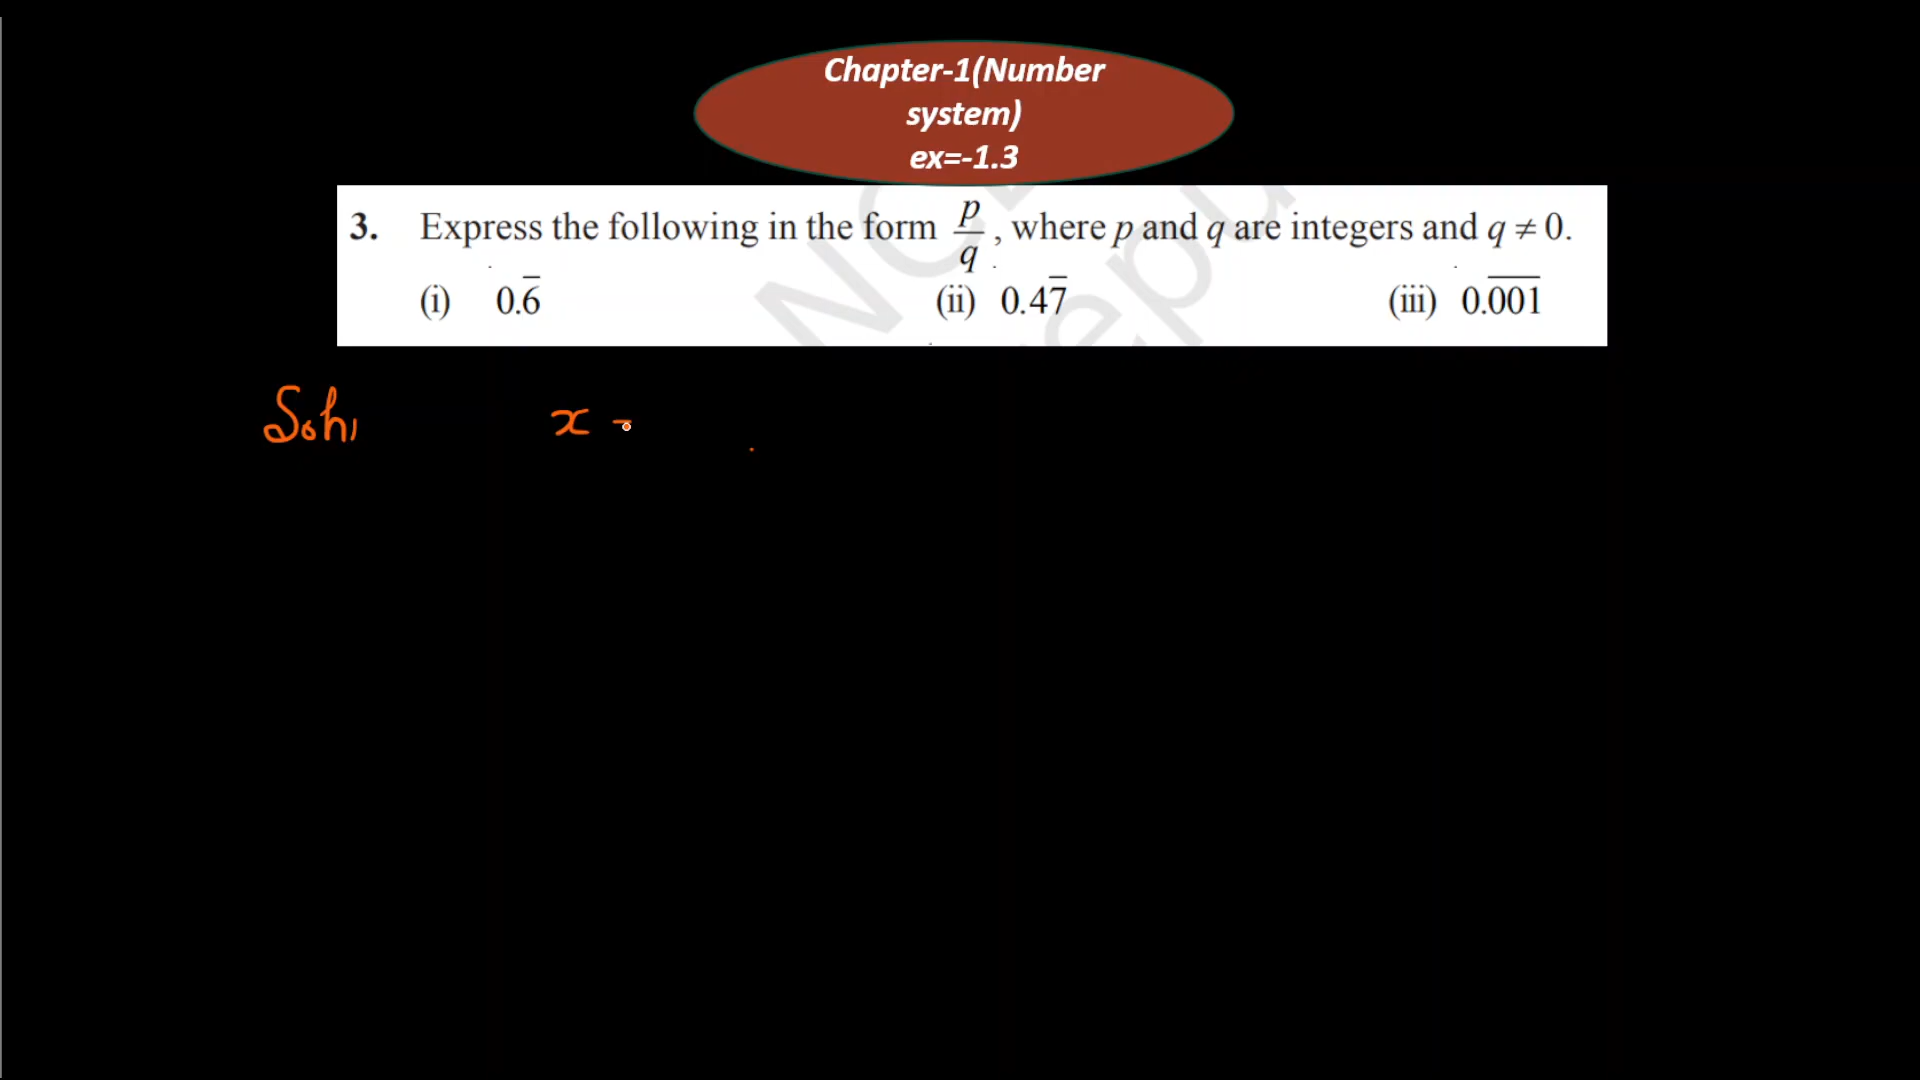 Chapter-1(Number
system)
ex=-1.3
3. Express the following in the form p/q, where p and q are integers and q ≠ 0.
(i) 0.6̅ (ii) 0.47̅ (iii) 0.0̅0̅1̅
x =